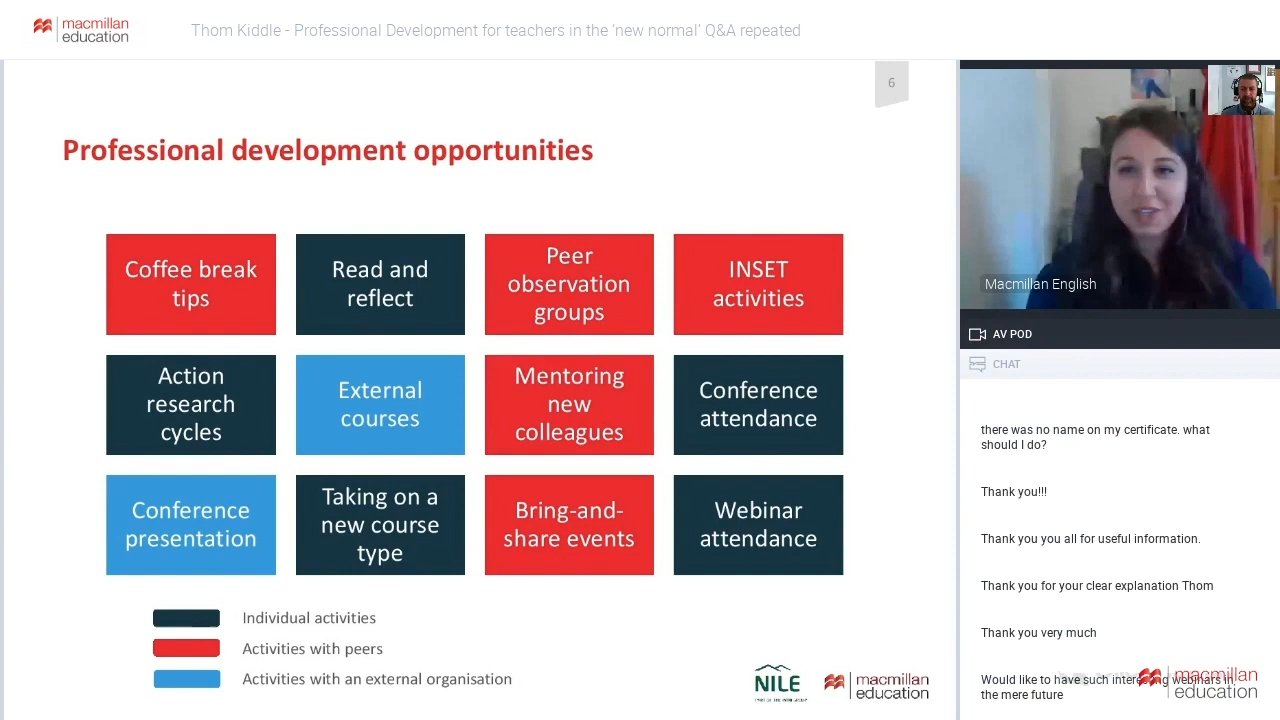 macmillan
education
Thom Kiddle - Professional Development for teachers in the ‘new normal’ Q&A repeated
6
Professional development opportunities
Coffee break
tips
Read and
reflect
Peer
observation
groups
INSET
activities
Action
research
cycles
External
courses
Mentoring
new
colleagues
Conference
attendance
Conference
presentation
Taking on a
new course
type
Bring-and-
share events
Webinar
attendance
Individual activities
Activities with peers
Activities with an external organisation
NILE
macmillan
education
Macmillan English
AV POD
CHAT
there was no name on my certificate. what
should I do?
Thank you!!!
Thank you you all for useful information.
Thank you for your clear explanation Thom
Thank you very much
Would like to have such interesting webinars in
the mere future
macmillan
education